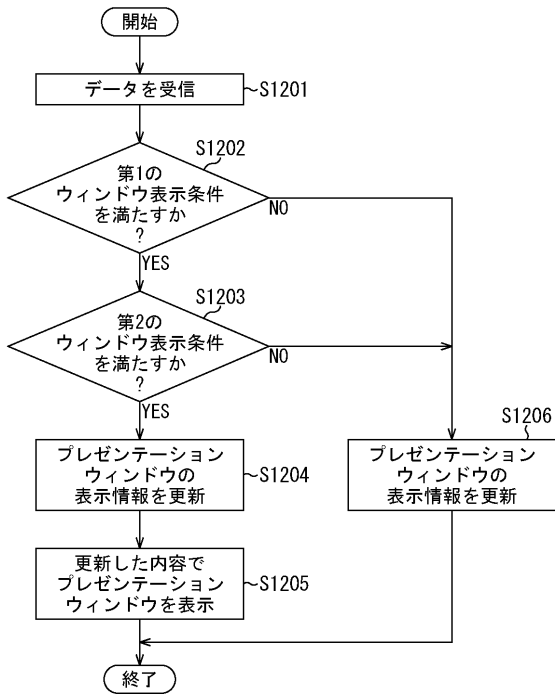 開始
データを受信
S1201
S1202
第1の
ウィンドウ表示条件
を満たすか
?
NO
YES
S1203
第2の
ウィンドウ表示条件
を満たすか
?
NO
YES
プレゼンテーション
ウィンドウの
表示情報を更新
S1204
S1206
プレゼンテーション
ウィンドウの
表示情報を更新
更新した内容で
プレゼンテーション
ウィンドウを表示
S1205
終了